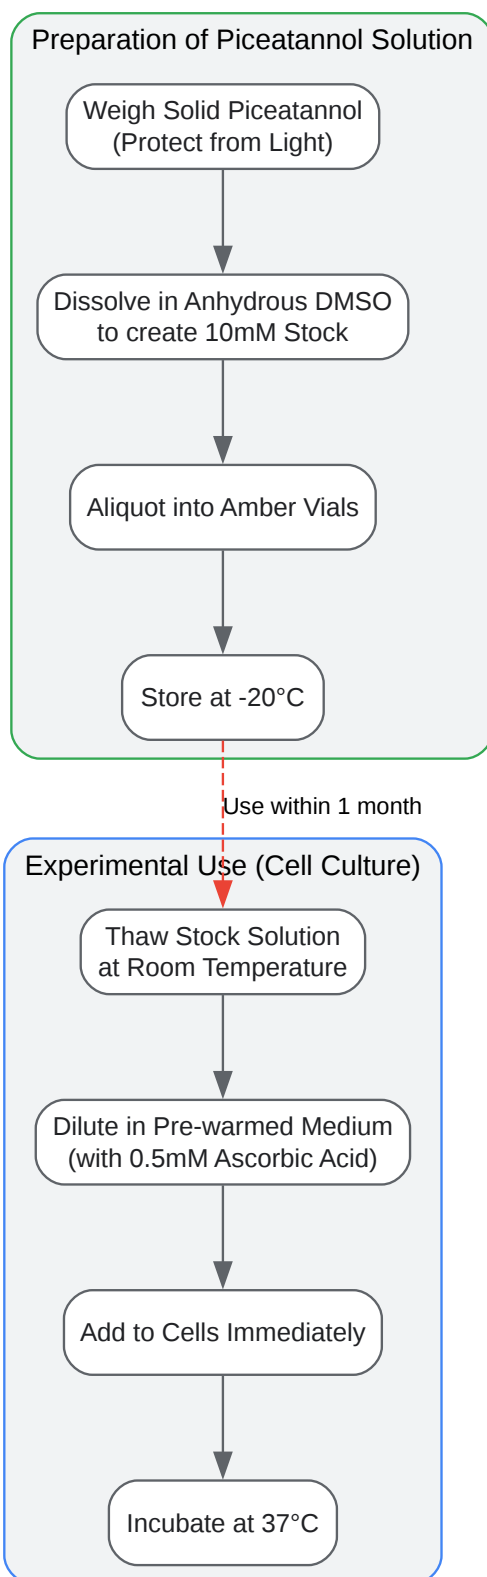 Preparation of Piceatannol Solution
Weigh Solid Piceatannol
(Protect from Light)
Dissolve in Anhydrous DMSO
to create 10mM Stock
Aliquot into Amber Vials
Store at -20°C
Use within 1 month
Experimental Use (Cell Culture)
Thaw Stock Solution
at Room Temperature
Dilute in Pre-warmed Medium
(with 0.5mM Ascorbic Acid)
Add to Cells Immediately
Incubate at 37°C